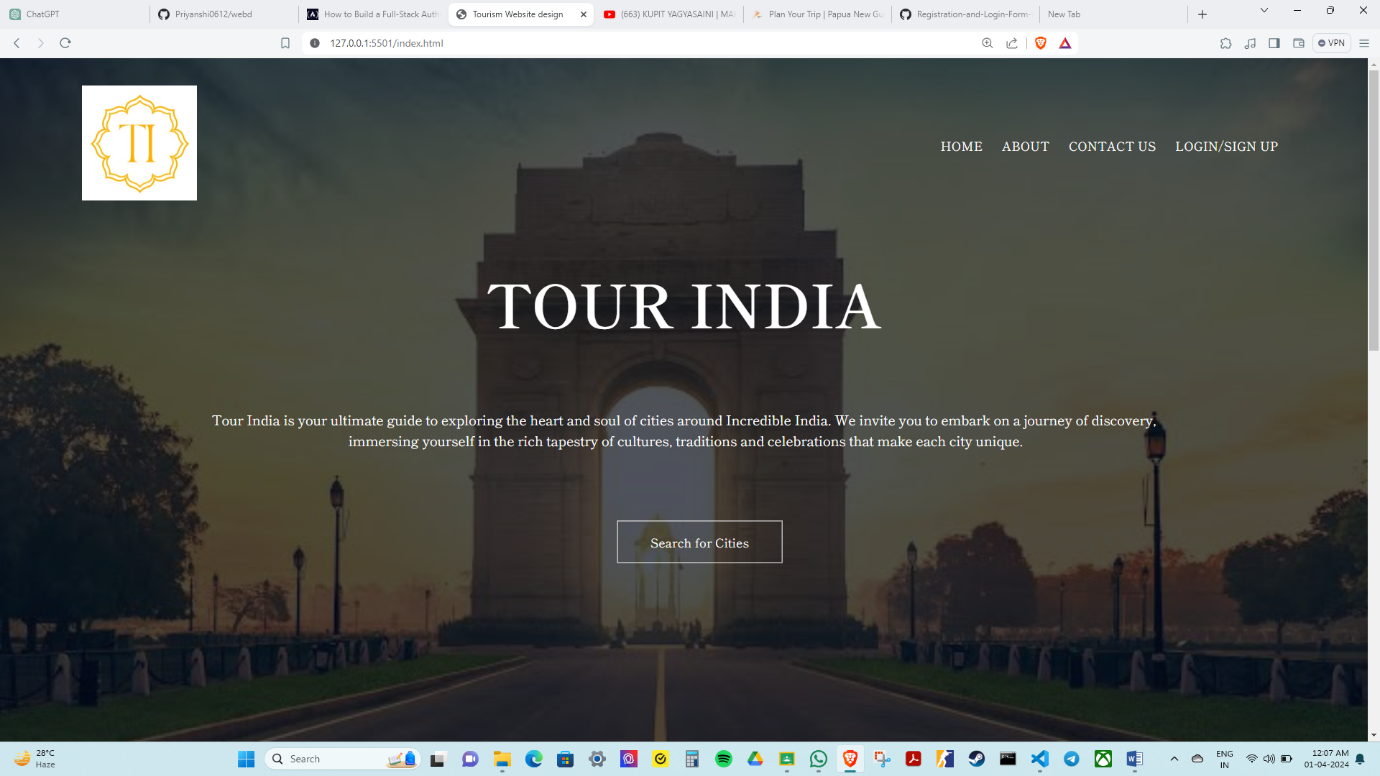 ChatGPT
Priyanshi0612/webd
How to Build a Full-Stack Auth
Tourism Website design
(663) KUPIT YAGYASAINI | MA
Plan Your Trip | Papua New Gu
Registration-and-Login-Form-
New Tab
127.0.0.1:5501/index.html
VPN
TI
HOME ABOUT CONTACT US LOGIN/SIGN UP
TOUR INDIA
Tour India is your ultimate guide to exploring the heart and soul of cities around Incredible India. We invite you to embark on a journey of discovery,
immersing yourself in the rich tapestry of cultures, traditions and celebrations that make each city unique.
Search for Cities
28°C
Haze
Search
ENG
IN
12:07 AM
01-04-2024